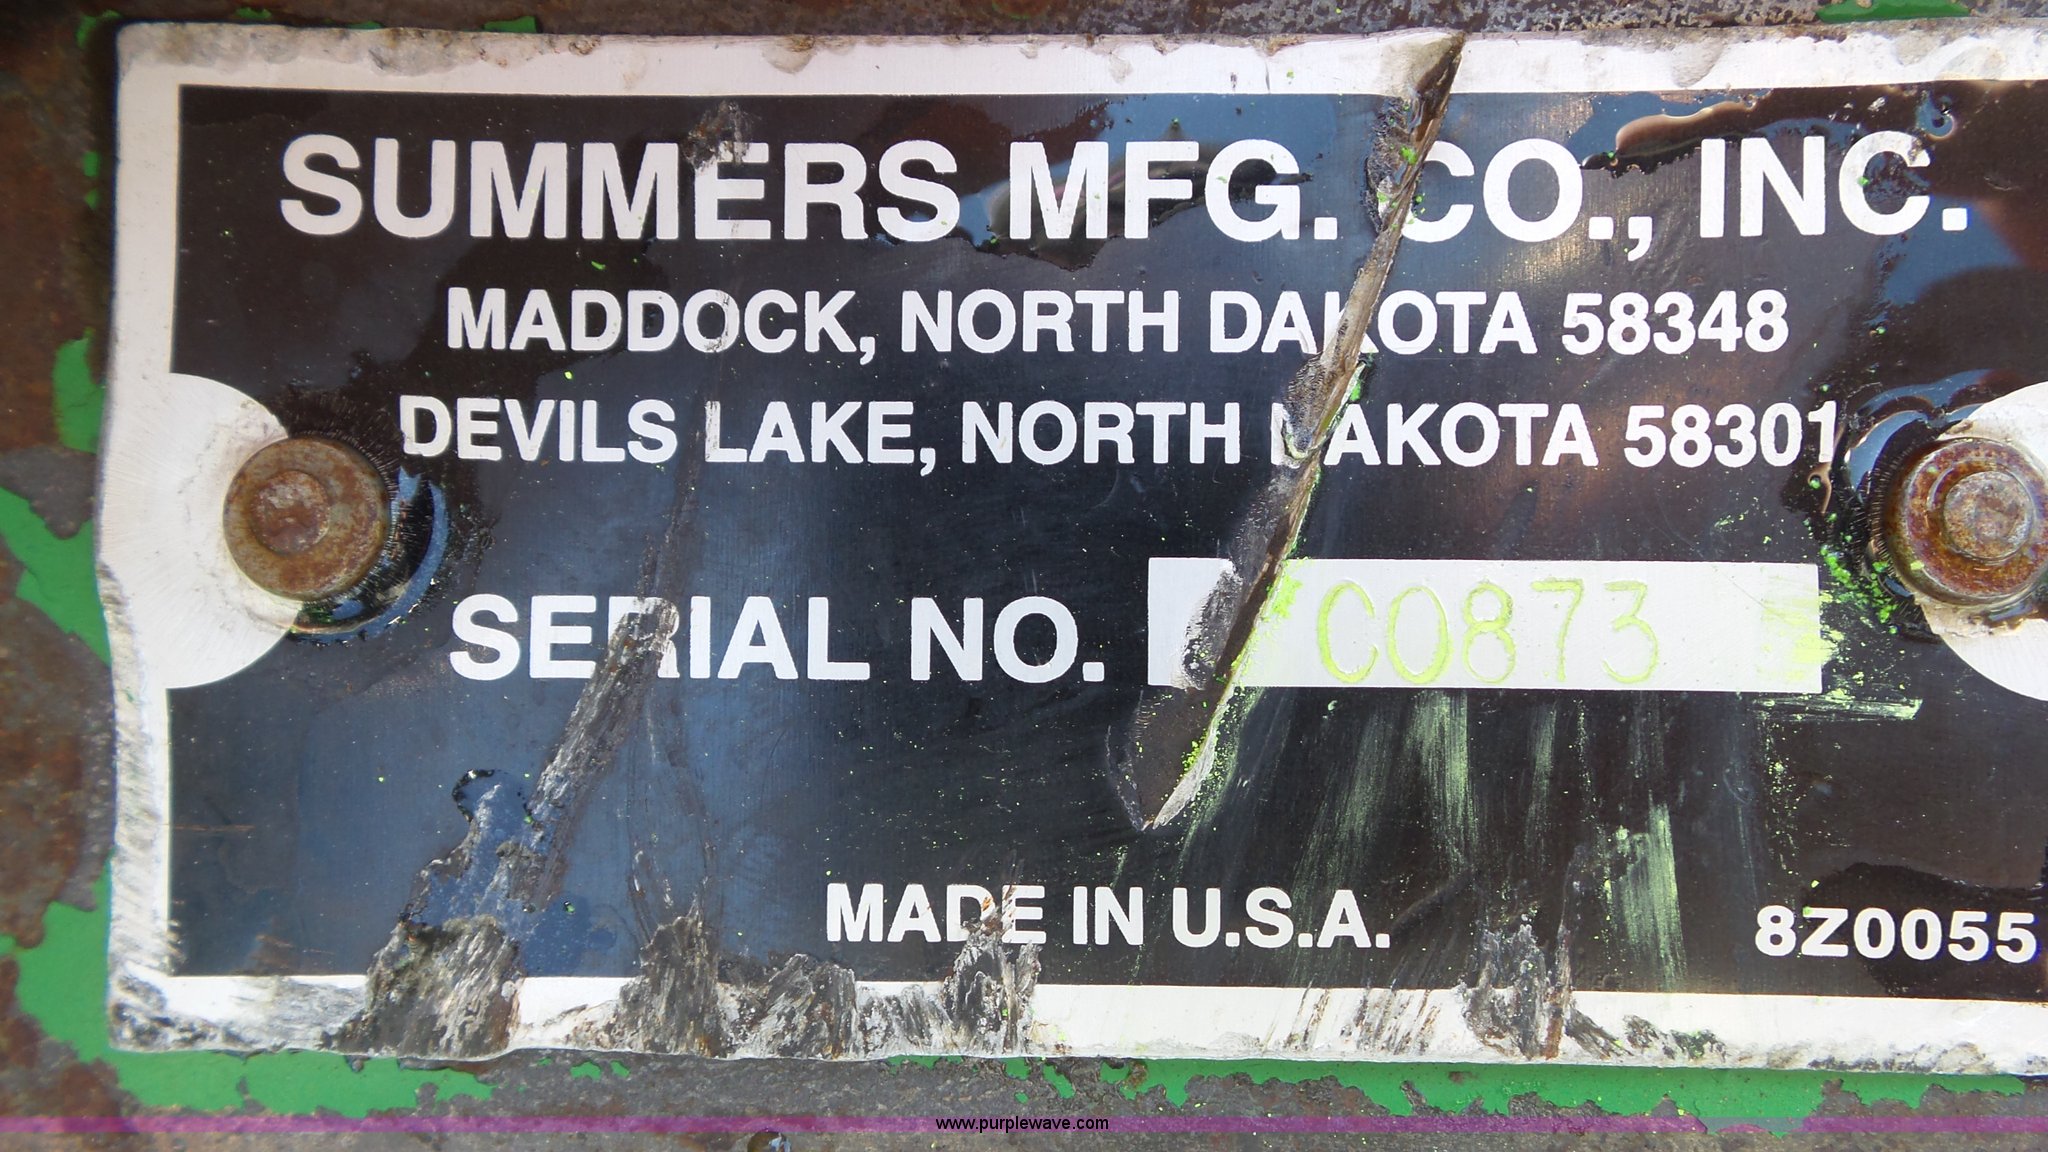 SUMMERS MFG. CO., INC.
MADDOCK, NORTH DAKOTA 58348
DEVILS LAKE, NORTH DAKOTA 58301
SERIAL NO. C0873
MADE IN U.S.A.
8Z0055
www.purplewave.com